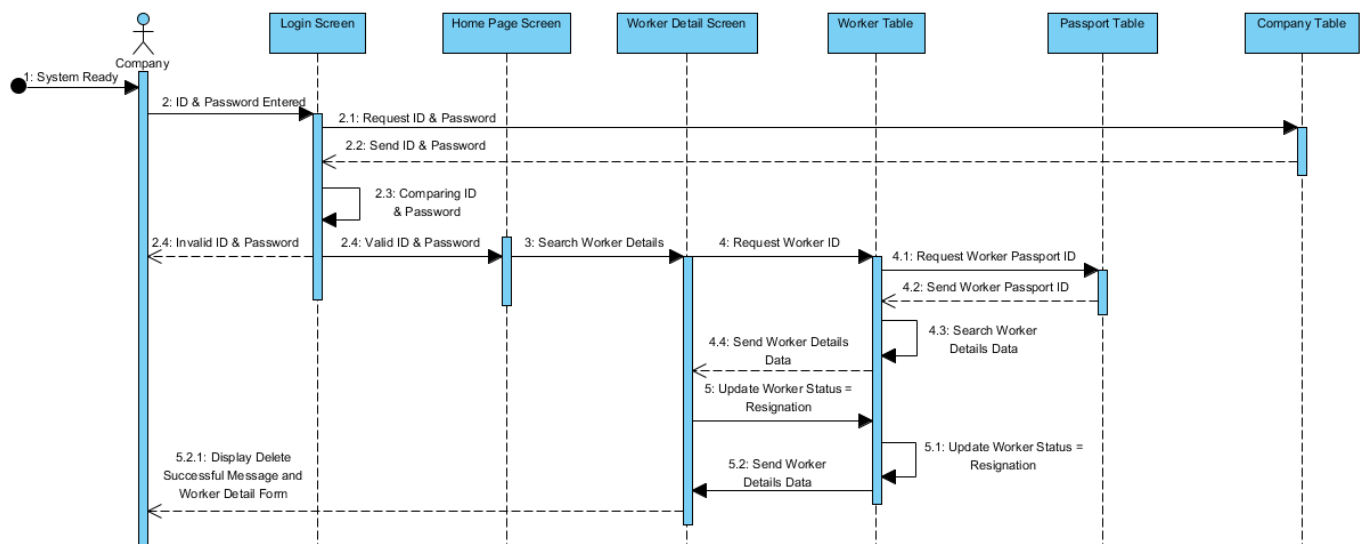 Login Screen
Home Page Screen
Worker Detail Screen
Worker Table
Passport Table
Company Table
Company
1: System Ready
2: ID & Password Entered
2.1: Request ID & Password
2.2: Send ID & Password
2.3: Comparing ID
& Password
2.4: Invalid ID & Password
2.4: Valid ID & Password
3: Search Worker Details
4: Request Worker ID
4.1: Request Worker Passport ID
4.2: Send Worker Passport ID
4.3: Search Worker
Details Data
4.4: Send Worker Details
Data
5: Update Worker Status =
Resignation
5.1: Update Worker Status =
Resignation
5.2: Send Worker
Details Data
5.2.1: Display Delete
Successful Message and
Worker Detail Form